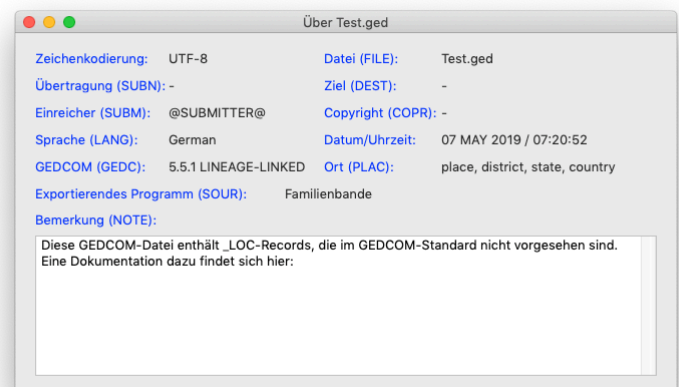 Über Test.ged
Zeichenkodierung: UTF-8 Datei (FILE): Test.ged
Übertragung (SUBN): - Ziel (DEST): -
Einreicher (SUBM): @SUBMITTER@ Copyright (COPR): -
Sprache (LANG): German Datum/Uhrzeit: 07 MAY 2019 / 07:20:52
GEDCOM (GEDC): 5.5.1 LINEAGE-LINKED Ort (PLAC): place, district, state, country
Exportierendes Programm (SOUR): Familienbande
Bemerkung (NOTE):
Diese GEDCOM-Datei enthält _LOC-Records, die im GEDCOM-Standard nicht vorgesehen sind.
Eine Dokumentation dazu findet sich hier: